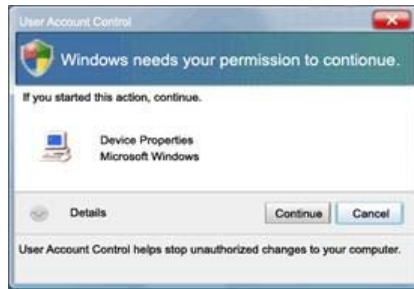 User Account Control
Windows needs your permission to contionue.
If you started this action, continue.
Device Properties
Microsoft Windows
Details
Continue
Cancel
User Account Control helps stop unauthorized changes to your computer.